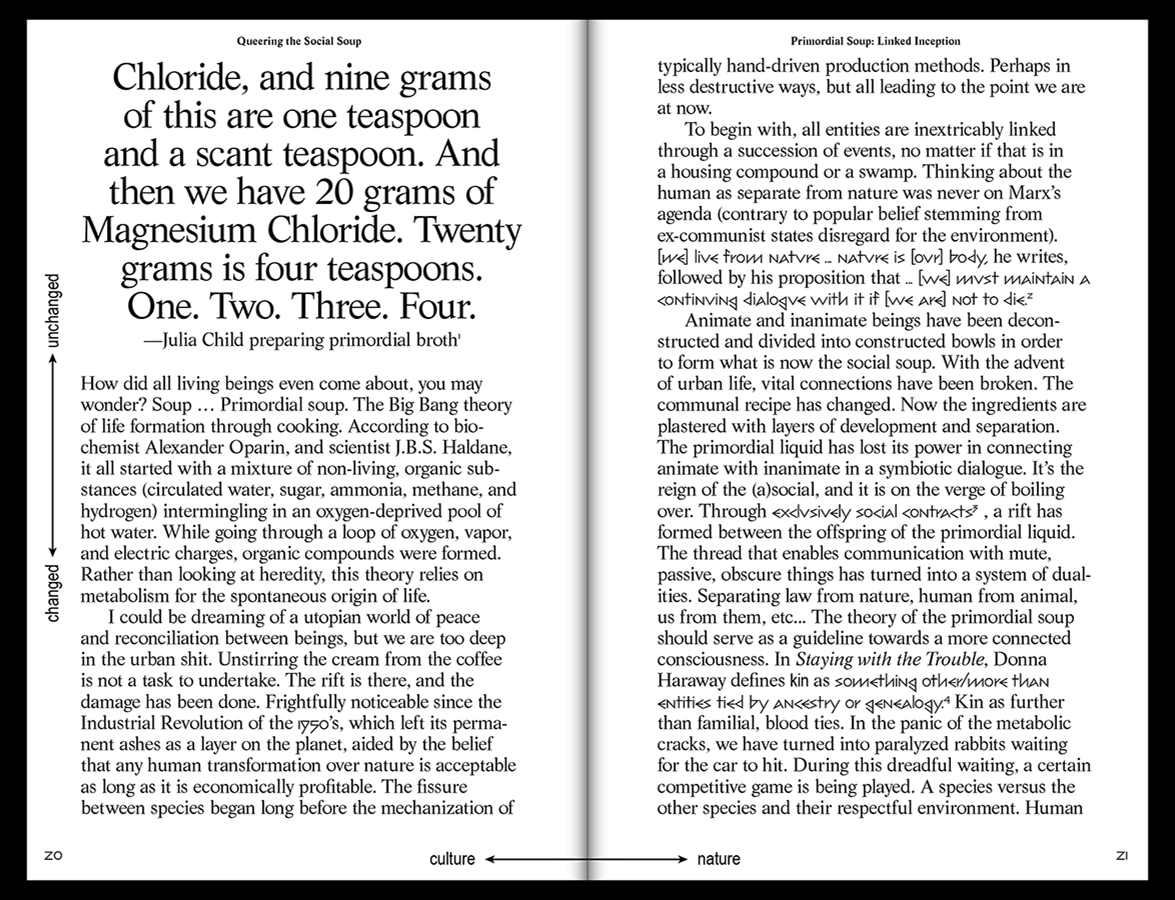 Queering the Social Soup
Chloride, and nine grams
of this are one teaspoon
and a scant teaspoon. And
then we have 20 grams of
Magnesium Chloride. Twenty
grams is four teaspoons.
One. Two. Three. Four.
—Julia Child preparing primordial broth¹
How did all living beings even come about, you may
wonder? Soup … Primordial soup. The Big Bang theory
of life formation through cooking. According to bio-
chemist Alexander Oparin, and scientist J.B.S. Haldane,
it all started with a mixture of non-living, organic sub-
stances (circulated water, sugar, ammonia, methane, and
hydrogen) intermingling in an oxygen-deprived pool of
hot water. While going through a loop of oxygen, vapor,
and electric charges, organic compounds were formed.
Rather than looking at heredity, this theory relies on
metabolism for the spontaneous origin of life.
I could be dreaming of a utopian world of peace
and reconciliation between beings, but we are too deep
in the urban shit. Unstirring the cream from the coffee
is not a task to undertake. The rift is there, and the
damage has been done. Frightfully noticeable since the
Industrial Revolution of the 1750's, which left its perma-
nent ashes as a layer on the planet, aided by the belief
that any human transformation over nature is acceptable
as long as it is economically profitable. The fissure
between species began long before the mechanization of
unchanged
changed
20
culture
Primordial Soup: Linked Inception
typically hand-driven production methods. Perhaps in
less destructive ways, but all leading to the point we are
at now.
To begin with, all entities are inextricably linked
through a succession of events, no matter if that is in
a housing compound or a swamp. Thinking about the
human as separate from nature was never on Marx's
agenda (contrary to popular belief stemming from
ex-communist states disregard for the environment).
[we] live from nature … nature is [our] body, he writes,
followed by his proposition that … [we] must maintain a
continuing dialogue with it if [we are] not to die.²
Animate and inanimate beings have been decon-
structed and divided into constructed bowls in order
to form what is now the social soup. With the advent
of urban life, vital connections have been broken. The
communal recipe has changed. Now the ingredients are
plastered with layers of development and separation.
The primordial liquid has lost its power in connecting
animate with inanimate in a symbiotic dialogue. It's the
reign of the (a)social, and it is on the verge of boiling
over. Through exclusively social contracts³ , a rift has
formed between the offspring of the primordial liquid.
The thread that enables communication with mute,
passive, obscure things has turned into a system of dual-
ities. Separating law from nature, human from animal,
us from them, etc... The theory of the primordial soup
should serve as a guideline towards a more connected
consciousness. In Staying with the Trouble, Donna
Haraway defines kin as something other/more than
entities tied by ancestry or genealogy.⁴ Kin as further
than familial, blood ties. In the panic of the metabolic
cracks, we have turned into paralyzed rabbits waiting
for the car to hit. During this dreadful waiting, a certain
competitive game is being played. A species versus the
other species and their respectful environment. Human
nature
21